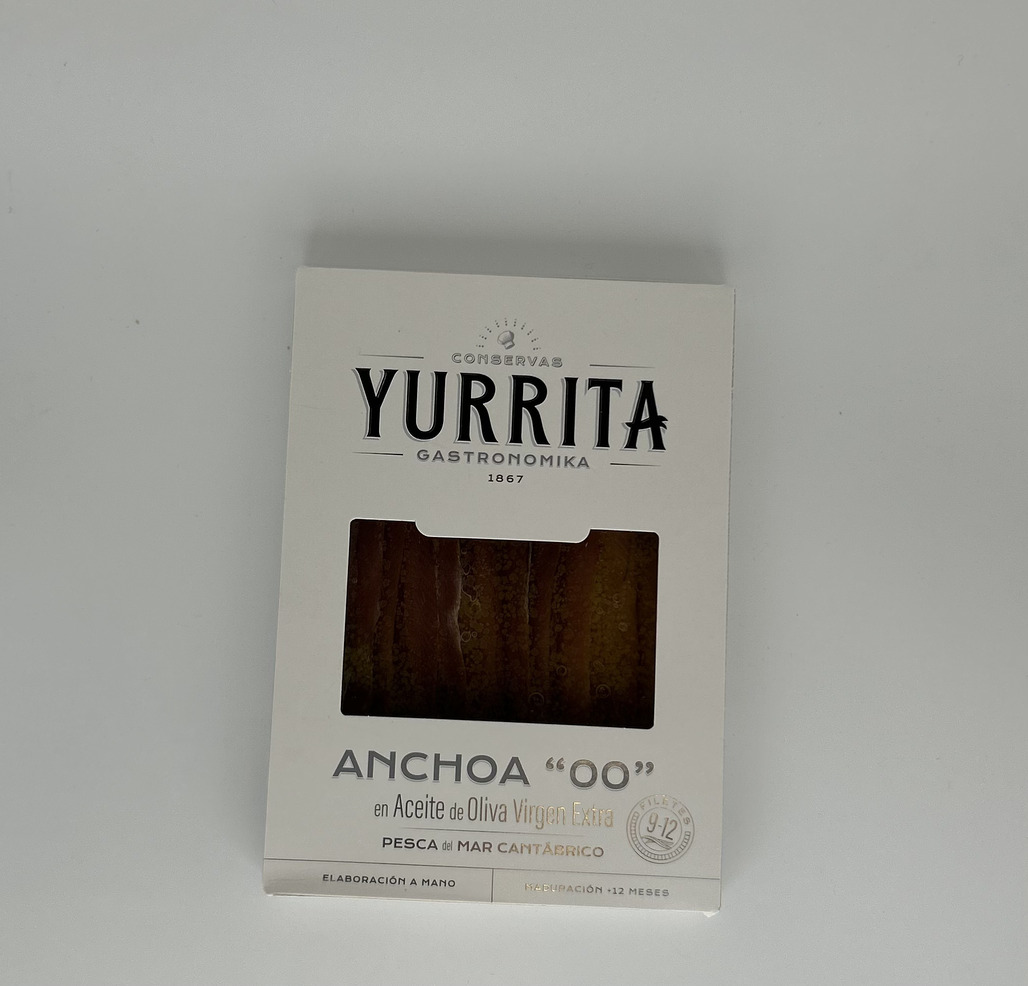 CONSERVAS
YURRITA
GASTRONOMIKA
1867
ANCHOA “OO”
en Aceite de Oliva Virgen Extra
FILETES
9-12
PESCA del MAR CANTÁBRICO
ELABORACIÓN A MANO
MADURACIÓN +12 MESES